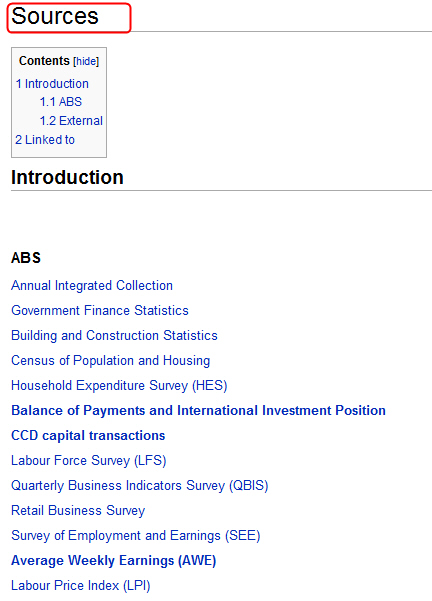 Sources
Contents [hide]
1 Introduction
1.1 ABS
1.2 External
2 Linked to
Introduction
ABS
Annual Integrated Collection
Government Finance Statistics
Building and Construction Statistics
Census of Population and Housing
Household Expenditure Survey (HES)
Balance of Payments and International Investment Position
CCD capital transactions
Labour Force Survey (LFS)
Quarterly Business Indicators Survey (QBIS)
Retail Business Survey
Survey of Employment and Earnings (SEE)
Average Weekly Earnings (AWE)
Labour Price Index (LPI)